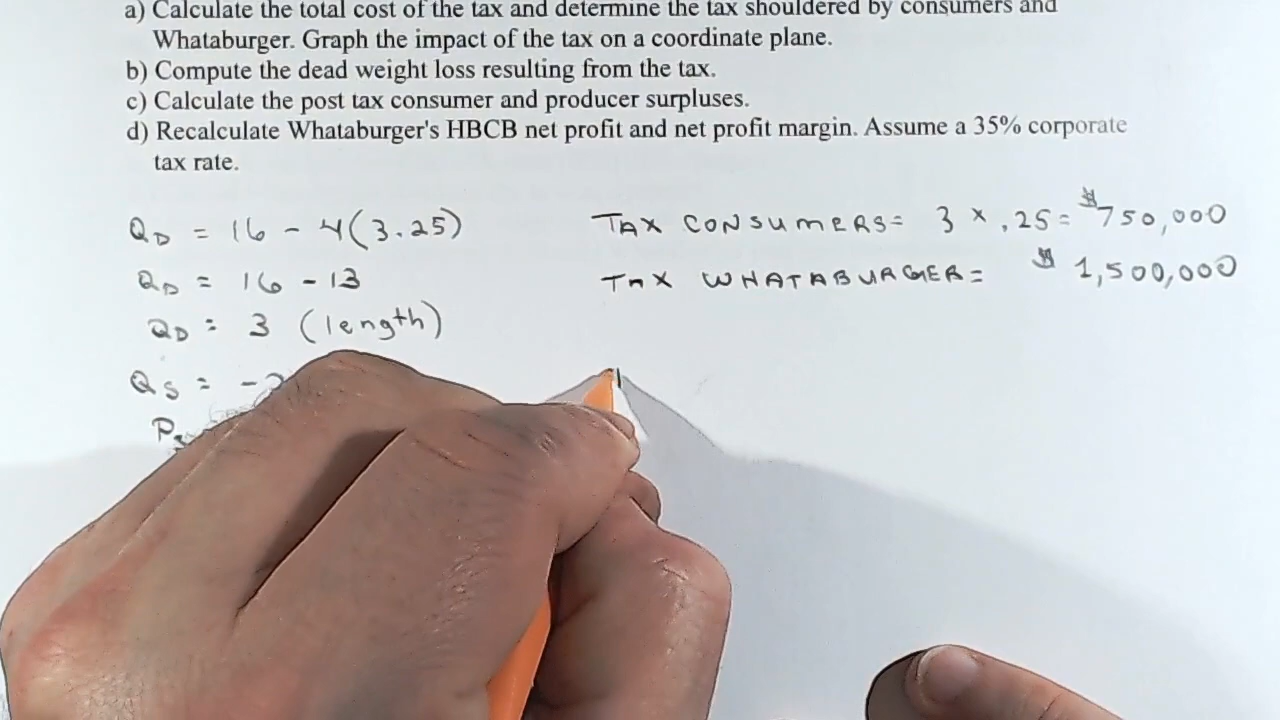 a) Calculate the total cost of the tax and determine the tax shouldered by consumers and
Whataburger. Graph the impact of the tax on a coordinate plane.
b) Compute the dead weight loss resulting from the tax.
c) Calculate the post tax consumer and producer surpluses.
d) Recalculate Whataburger's HBCB net profit and net profit margin. Assume a 35% corporate
tax rate.
QD = 16 - 4(3.25)
QD = 16 - 13
QD = 3 (length)
QS = -
TAX CONSUMERS = 3 x .25 = $750,000
TAX WHATABURGER = $ 1,500,000